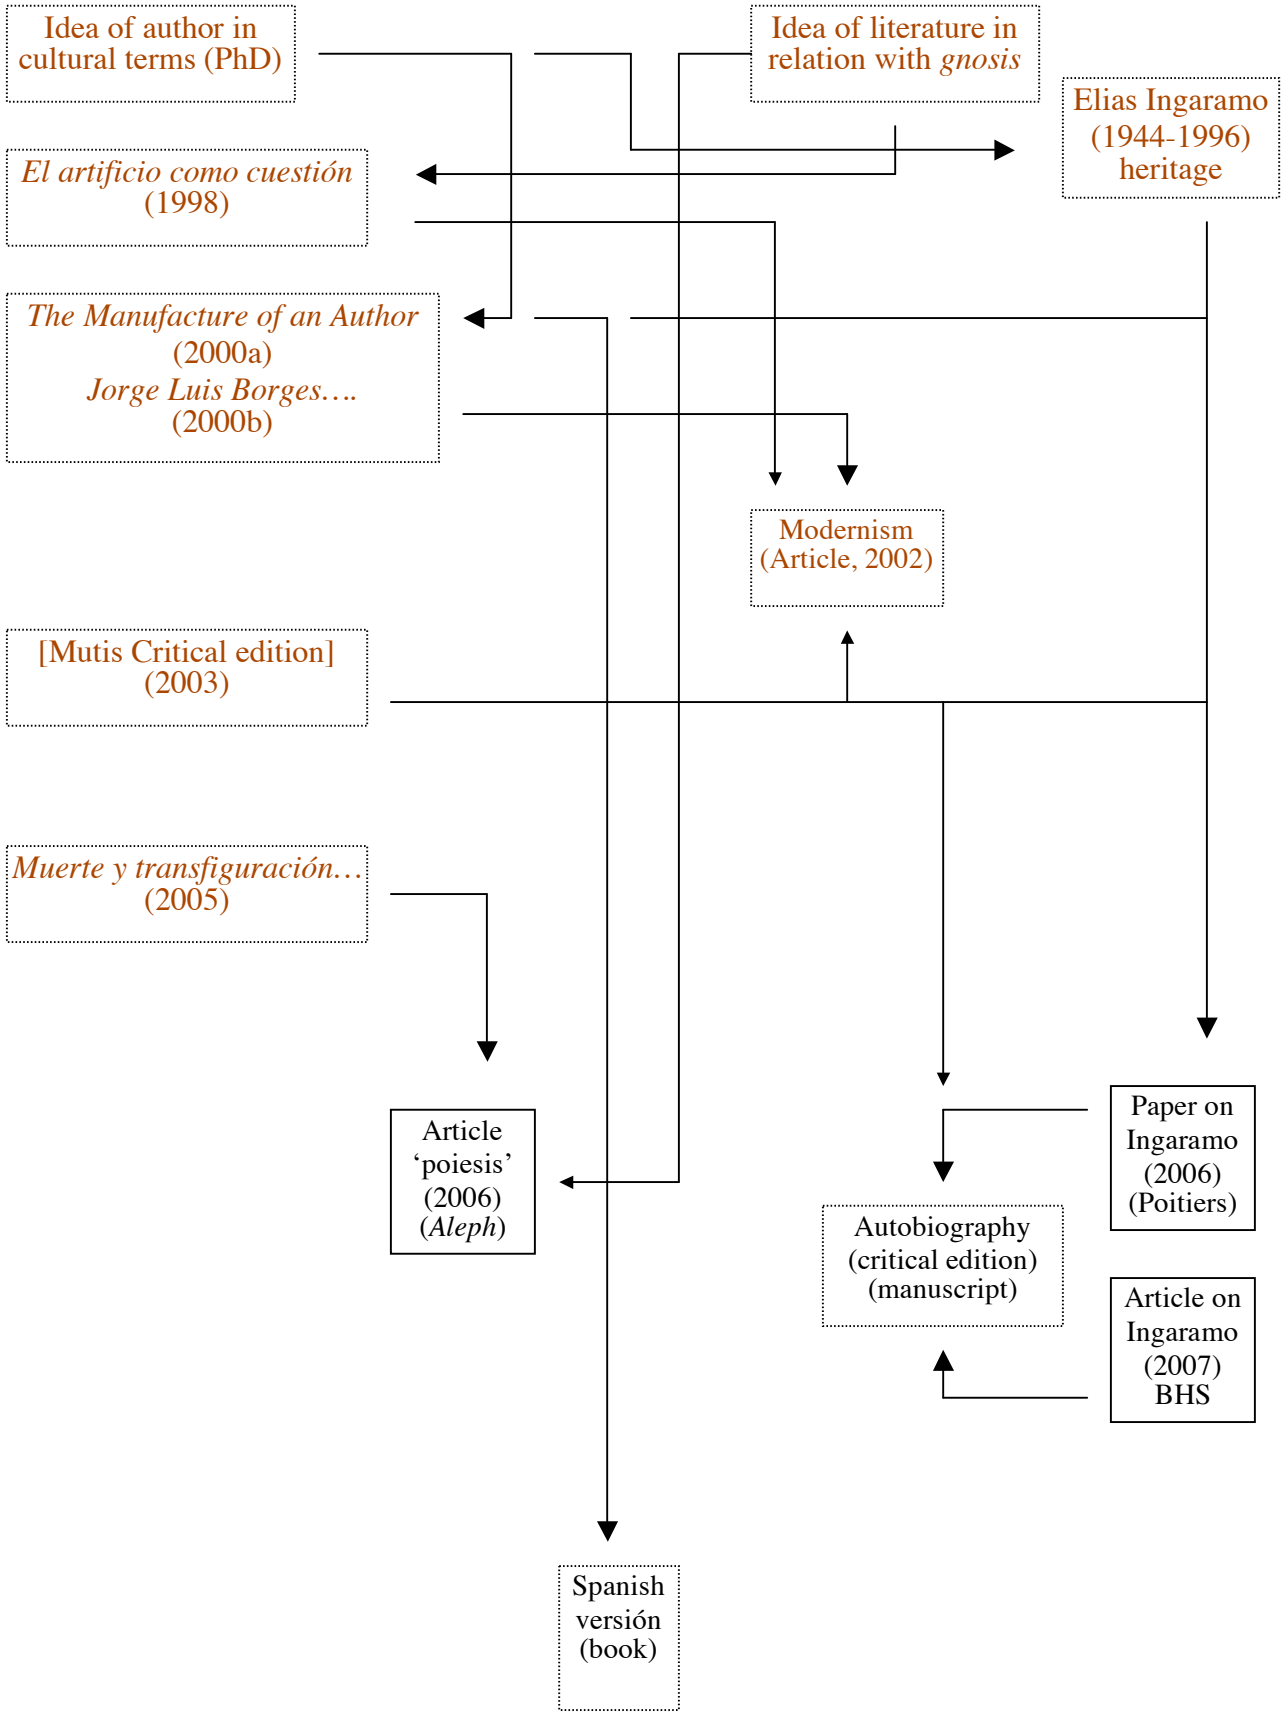 Idea of author in
cultural terms (PhD)
Idea of literature in
relation with gnosis
Elias Ingaramo
(1944-1996)
heritage
El artificio como cuestión
(1998)
The Manufacture of an Author
(2000a)
Jorge Luis Borges….
(2000b)
Modernism
(Article, 2002)
[Mutis Critical edition]
(2003)
Muerte y transfiguración…
(2005)
Article
‘poiesis’
(2006)
(Aleph)
Paper on
Ingaramo
(2006)
(Poitiers)
Autobiography
(critical edition)
(manuscript)
Article on
Ingaramo
(2007)
BHS
Spanish
versión
(book)